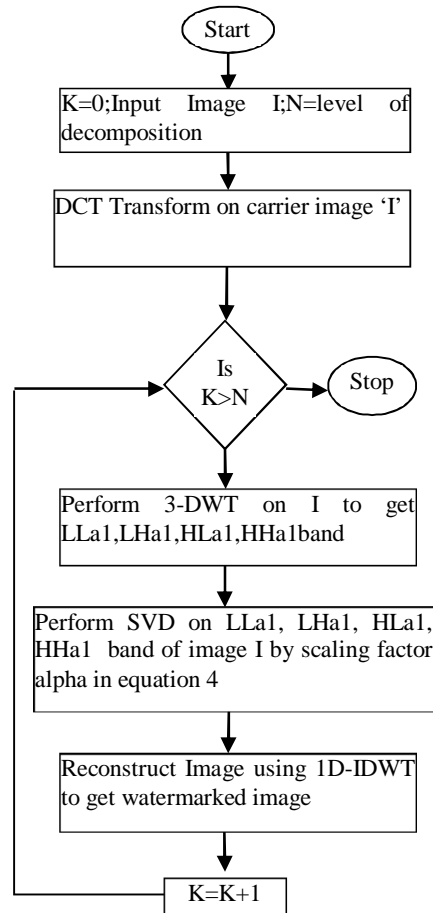 Start
K=0;Input Image I;N=level of
decomposition
DCT Transform on carrier image ‘I’
Is
K>N
Stop
Perform 3-DWT on I to get
LLa1,LHa1,HLa1,HHa1band
Perform SVD on LLa1, LHa1, HLa1,
HHa1 band of image I by scaling factor
alpha in equation 4
Reconstruct Image using 1D-IDWT
to get watermarked image
K=K+1